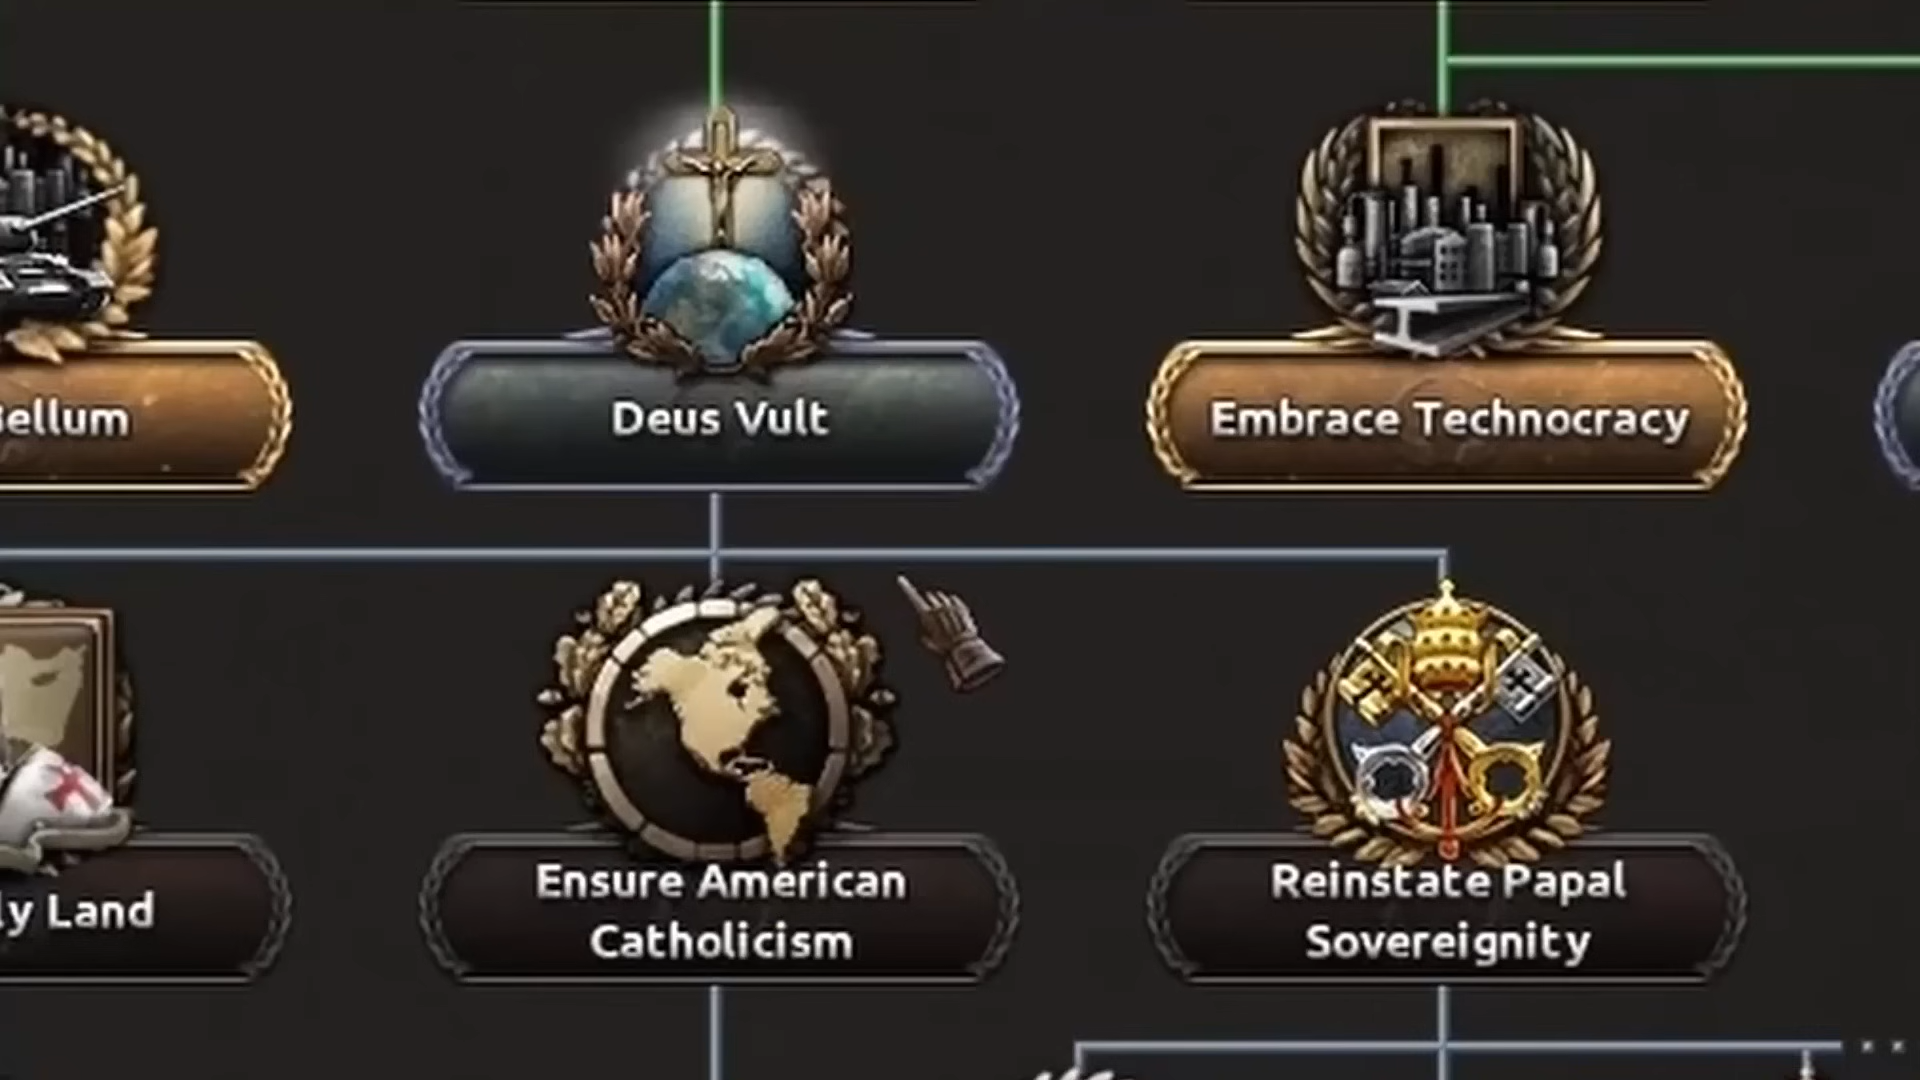 Bellum
Deus Vult
Embrace Technocracy
ly Land
Ensure American
Catholicism
Reinstate Papal
Sovereignity